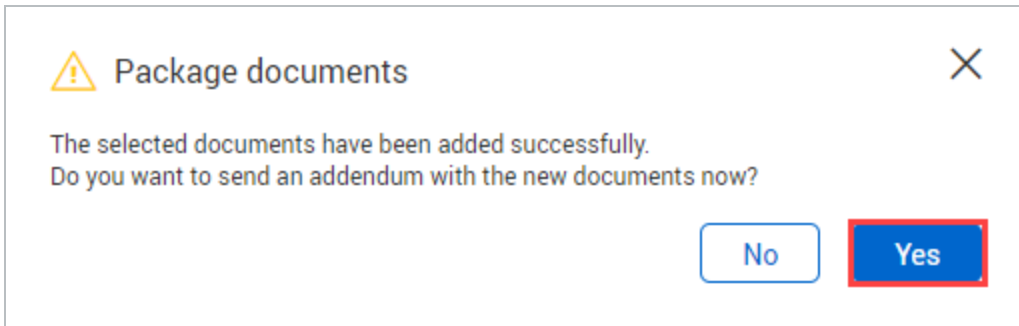 Package documents
The selected documents have been added successfully.
Do you want to send an addendum with the new documents now?
No Yes